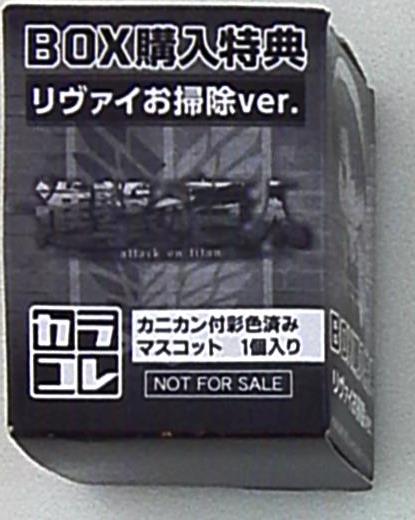 BOX購入特典
リヴァイお掃除ver.
進撃の巨人
attack on titan
カラ
コレ
カニカン付彩色済み
マスコット 1個入り
NOT FOR SALE